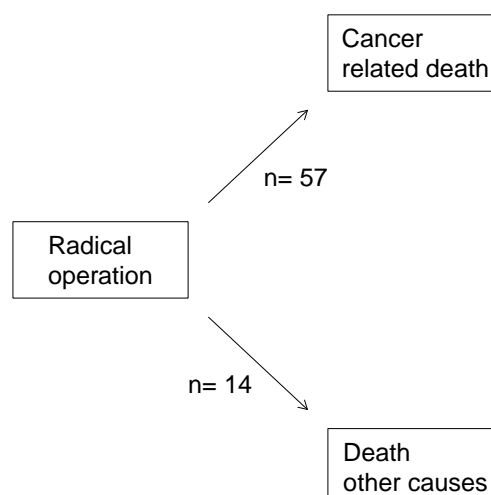 Cancer
related death
n= 57
Radical
operation
n= 14
Death
other causes